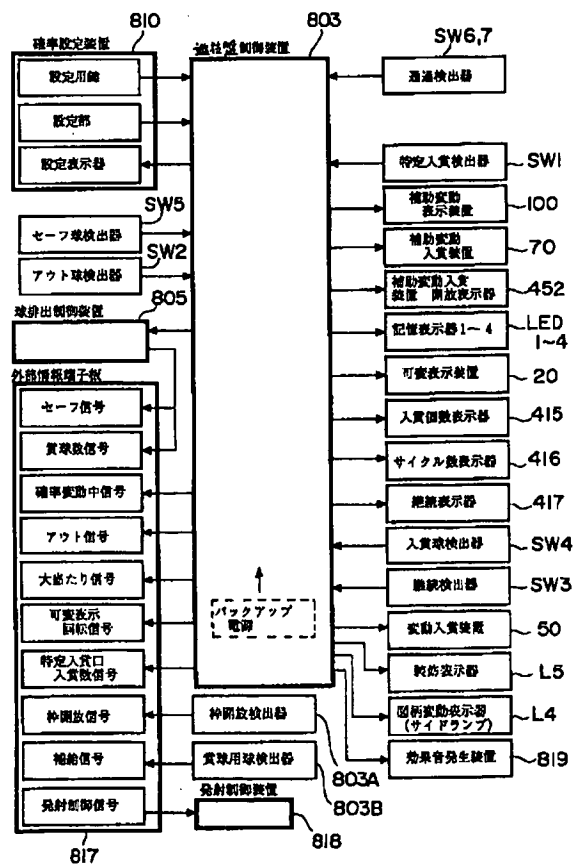 810
確率設定装置
設定用鍵
設定部
設定表示器
803
遊技盤制御装置
SW6,7
通過検出器
特定入賞検出器
SW1
補助変動
表示装置
100
補助変動
入賞装置
70
補助変動入賞
装置 開放表示器
452
記憶表示器1~4
LED
1~4
可変表示装置
20
入賞個数表示器
415
サイクル数表示器
416
継続表示器
417
入賞球検出器
SW4
継続検出器
SW3
変動入賞装置
50
装飾表示器
L5
図柄変動表示器
(サイドランプ)
L4
効果音発生装置
819
SW5
セーフ球検出器
SW2
アウト球検出器
球排出制御装置
805
外部情報端子板
セーフ信号
賞球数信号
確率変動中信号
アウト信号
大当たり信号
可変表示
回転信号
特定入賞口
入賞数信号
枠開放信号
補給信号
発射制御信号
817
バックアップ
電源
枠開放検出器
803A
賞球用球検出器
803B
発射制御装置
818